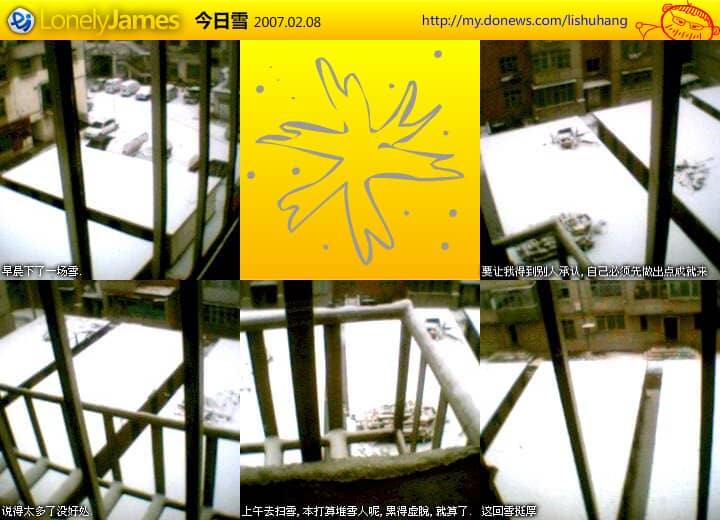 LonelyJames 今日雪 2007.02.08 http://my.donews.com/lishuhang
早晨下了一场雪.
要让我得到别人承认, 自己必须先做出点成就来
说得太多了没好处
上午去扫雪, 本打算堆雪人呢, 累得虚脱, 就算了.
这回雪挺厚